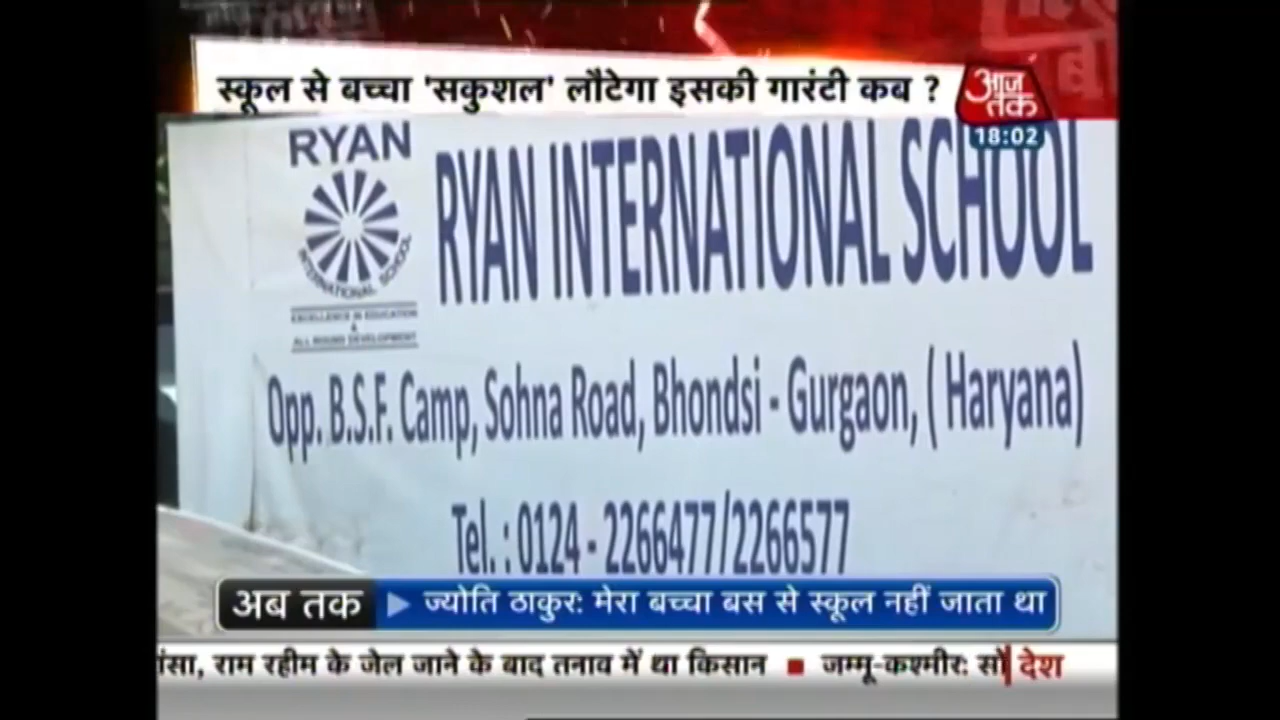 स्कूल से बच्चा 'सकुशल' लौटेगा इसकी गारंटी कब ?
आज
तक
18:02
RYAN
INTERNATIONAL SCHOOL
EXCELLENCE IN EDUCATION
&
ALL ROUND DEVELOPMENT
RYAN INTERNATIONAL SCHOOL
Opp. B.S.F. Camp, Sohna Road, Bhondsi - Gurgaon, ( Haryana)
Tel. : 0124 - 2266477/2266577
अब तक ज्योति ठाकुर: मेरा बच्चा बस से स्कूल नहीं जाता था
राम रहीम के जेल जाने के बाद तनाव में था किसान ■ जम्मू-कश्मीर: देश